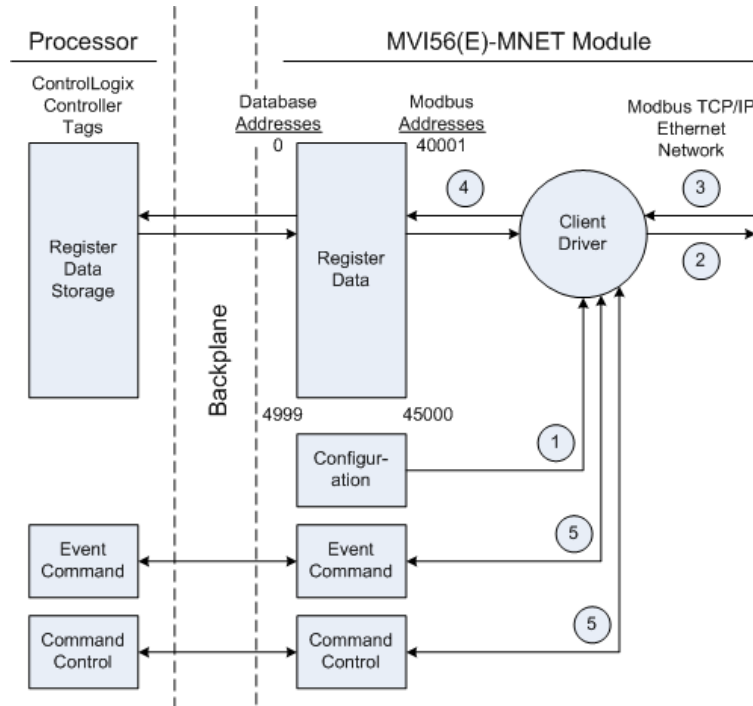 Processor
MVI56(E)-MNET Module
ControlLogix
Controller
Tags
Database
Addresses
0
Modbus
Addresses
40001
Modbus TCP/IP
Ethernet
Network
4
3
2
Register
Data
Storage
Register
Data
Client
Driver
Backplane
4999
45000
1
Configur-
ation
5
Event
Command
Event
Command
5
Command
Control
Command
Control